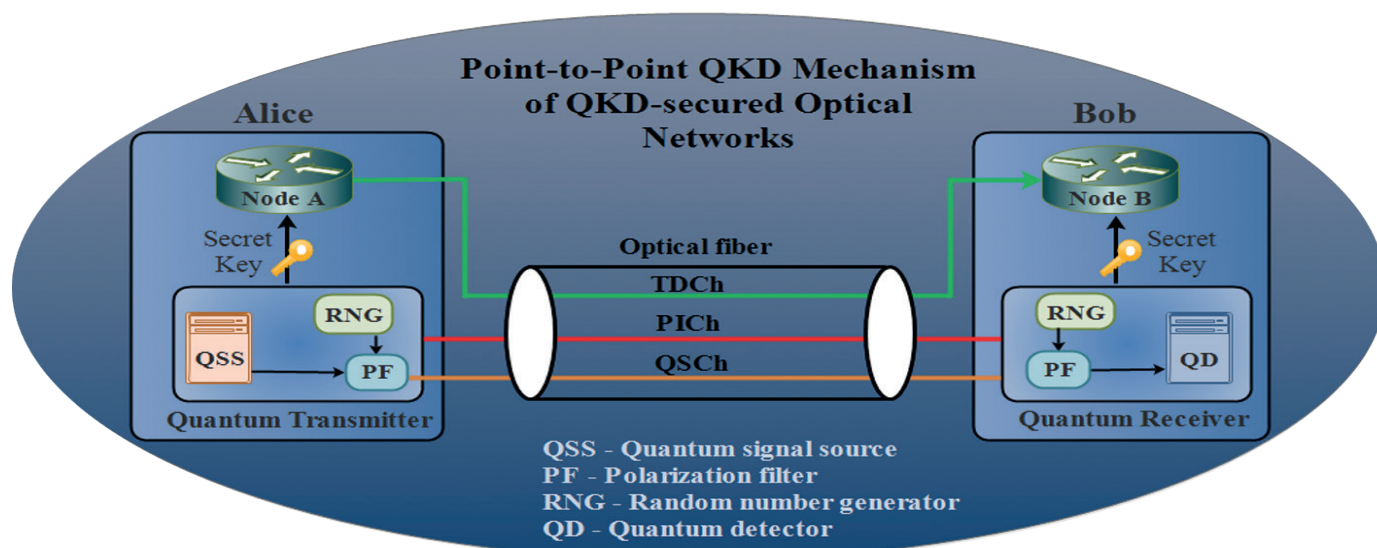 Point-to-Point QKD Mechanism
of QKD-secured Optical
Networks
Alice
Node A
Secret
Key
RNG
QSS
PF
Quantum Transmitter
Optical fiber
TDCh
PICh
QSCh
Bob
Node B
Secret
Key
RNG
PF
QD
Quantum Receiver
QSS - Quantum signal source
PF - Polarization filter
RNG - Random number generator
QD - Quantum detector